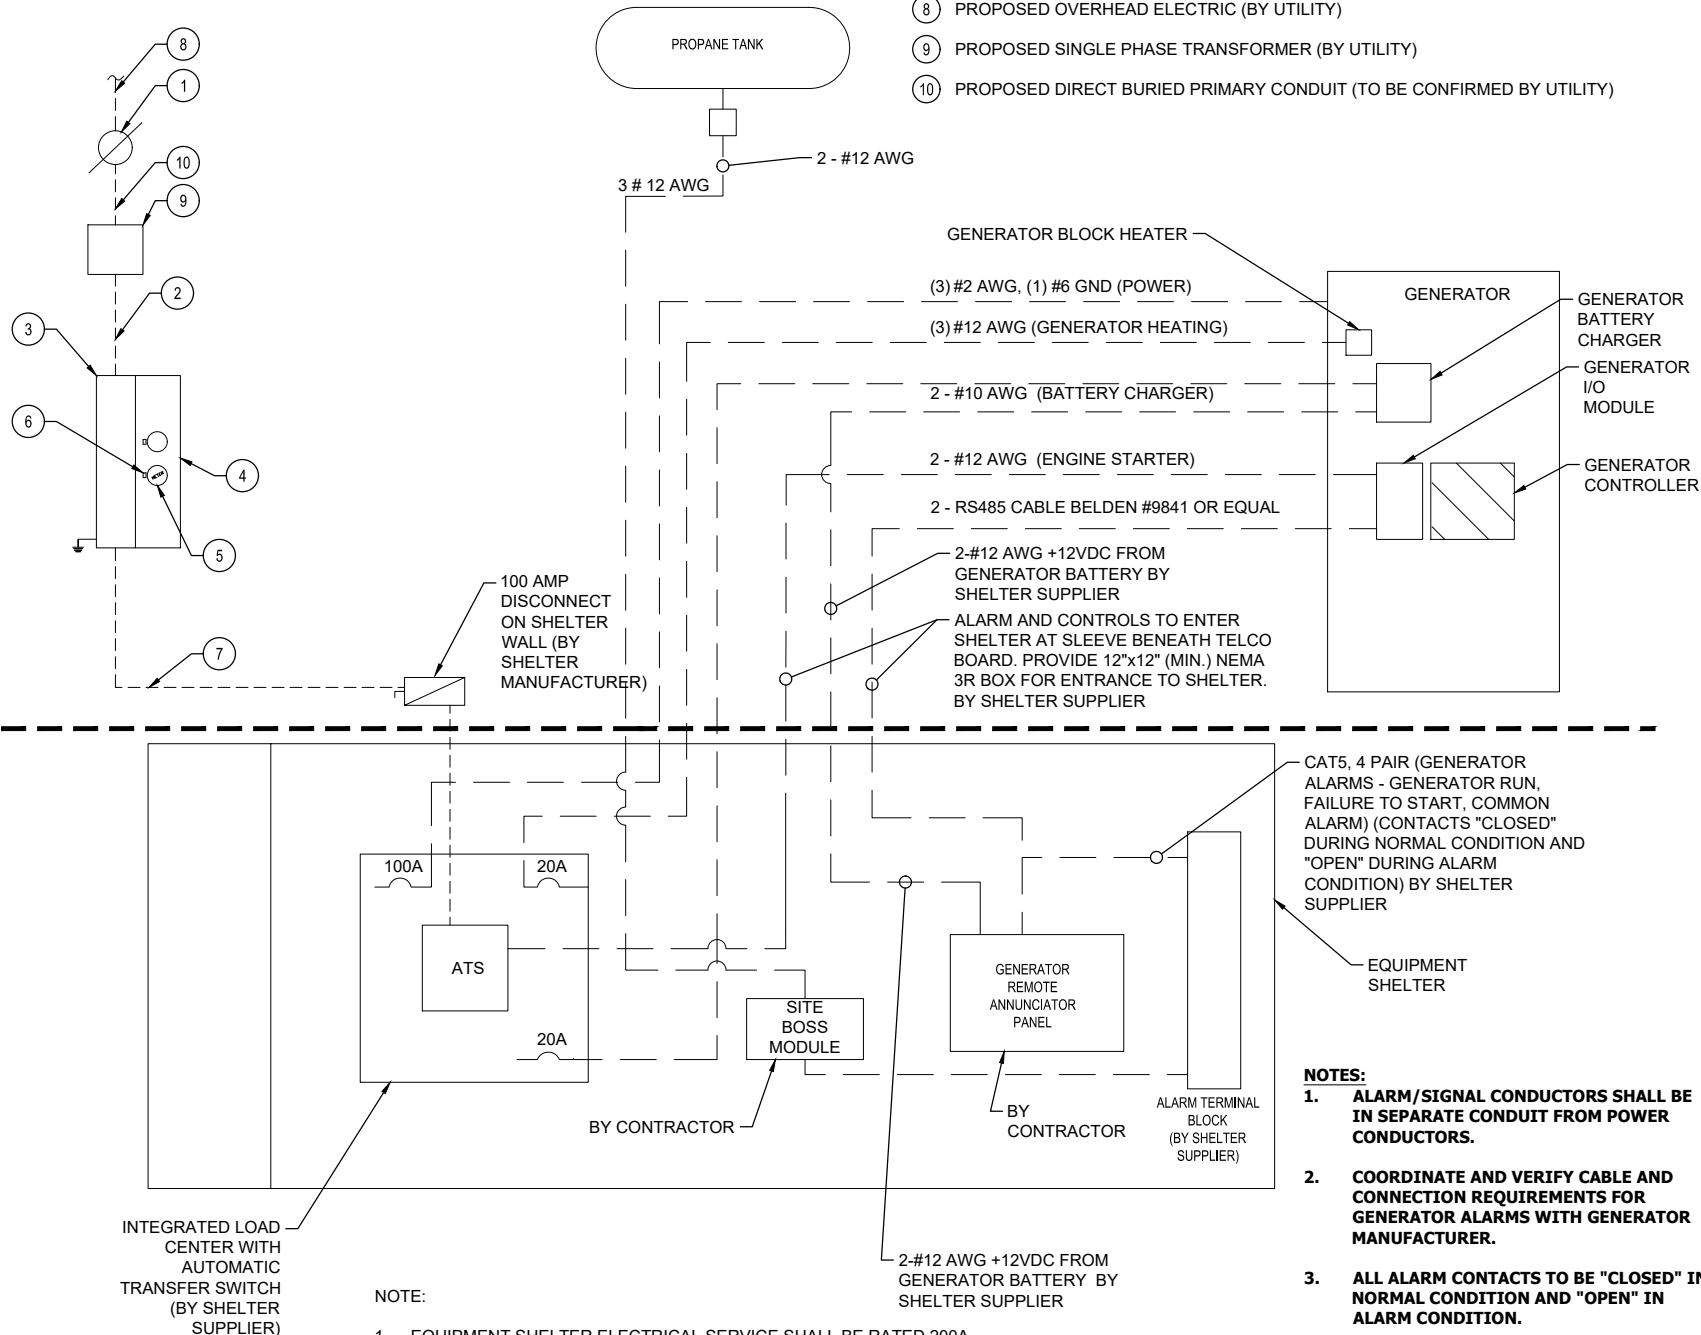 8 PROPOSED OVERHEAD ELECTRIC (BY UTILITY)
9 PROPOSED SINGLE PHASE TRANSFORMER (BY UTILITY)
10 PROPOSED DIRECT BURIED PRIMARY CONDUIT (TO BE CONFIRMED BY UTILITY)
8
1
10
9
2
3
6
4
5
7
METER
PROPANE TANK
2 - #12 AWG
3 # 12 AWG
GENERATOR BLOCK HEATER
(3) #2 AWG, (1) #6 GND (POWER)
(3) #12 AWG (GENERATOR HEATING)
2 - #10 AWG (BATTERY CHARGER)
2 - #12 AWG (ENGINE STARTER)
2 - RS485 CABLE BELDEN #9841 OR EQUAL
GENERATOR
GENERATOR
BATTERY
CHARGER
GENERATOR
I/O
MODULE
GENERATOR
CONTROLLER
100 AMP
DISCONNECT
ON SHELTER
WALL (BY
SHELTER
MANUFACTURER)
2-#12 AWG +12VDC FROM
GENERATOR BATTERY BY
SHELTER SUPPLIER
ALARM AND CONTROLS TO ENTER
SHELTER AT SLEEVE BENEATH TELCO
BOARD. PROVIDE 12"x12" (MIN.) NEMA
3R BOX FOR ENTRANCE TO SHELTER.
BY SHELTER SUPPLIER
CAT5, 4 PAIR (GENERATOR
ALARMS - GENERATOR RUN,
FAILURE TO START, COMMON
ALARM) (CONTACTS "CLOSED"
DURING NORMAL CONDITION AND
"OPEN" DURING ALARM
CONDITION) BY SHELTER
SUPPLIER
EQUIPMENT
SHELTER
100A
20A
ATS
20A
SITE
BOSS
MODULE
GENERATOR
REMOTE
ANNUNCIATOR
PANEL
BY CONTRACTOR
BY
CONTRACTOR
ALARM TERMINAL
BLOCK
(BY SHELTER
SUPPLIER)
INTEGRATED LOAD
CENTER WITH
AUTOMATIC
TRANSFER SWITCH
(BY SHELTER
SUPPLIER)
2-#12 AWG +12VDC FROM
GENERATOR BATTERY BY
SHELTER SUPPLIER
NOTE:
1. EQUIPMENT SHELTER ELECTRICAL SERVICE SHALL BE RATED 200A
NOTES:
1. ALARM/SIGNAL CONDUCTORS SHALL BE
IN SEPARATE CONDUIT FROM POWER
CONDUCTORS.
2. COORDINATE AND VERIFY CABLE AND
CONNECTION REQUIREMENTS FOR
GENERATOR ALARMS WITH GENERATOR
MANUFACTURER.
3. ALL ALARM CONTACTS TO BE "CLOSED" IN
NORMAL CONDITION AND "OPEN" IN
ALARM CONDITION.